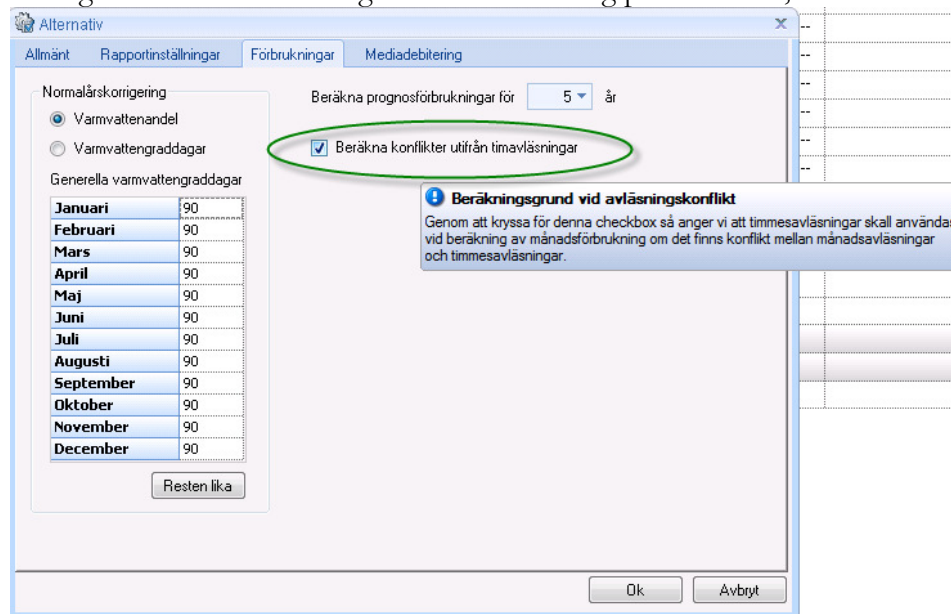 Alternativ
Allmänt Rapportinställningar Förbrukningar Mediadebitering
Normalårskorrigering
Varmvattenandel
Varmvattengraddagar
Generella varmvattengraddagar
Januari 90
Februari 90
Mars 90
April 90
Maj 90
Juni 90
Juli 90
Augusti 90
September 90
Oktober 90
November 90
December 90
Resten lika
Beräkna prognosförbrukningar för 5 år
Beräkna konflikter utifrån timavläsningar
Beräkningsgrund vid avläsningskonflikt
Genom att kryssa för denna checkbox så anger vi att timmesavläsningar skall användas
vid beräkning av månadsförbrukning om det finns konflikt mellan månadsavläsningar
och timmesavläsningar.
Ok Avbryt
--
--
--
--
--
--